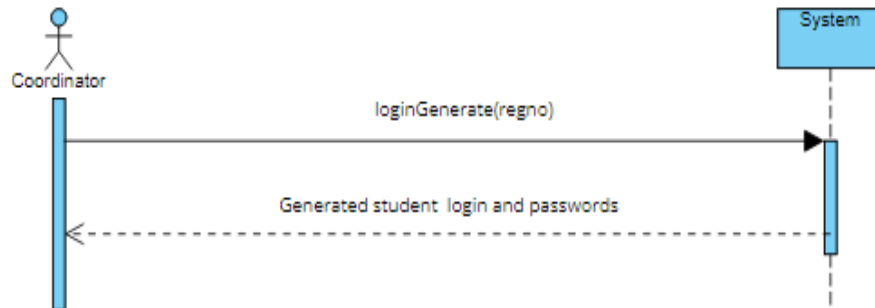 System
Coordinator
loginGenerate(regno)
Generated student login and passwords